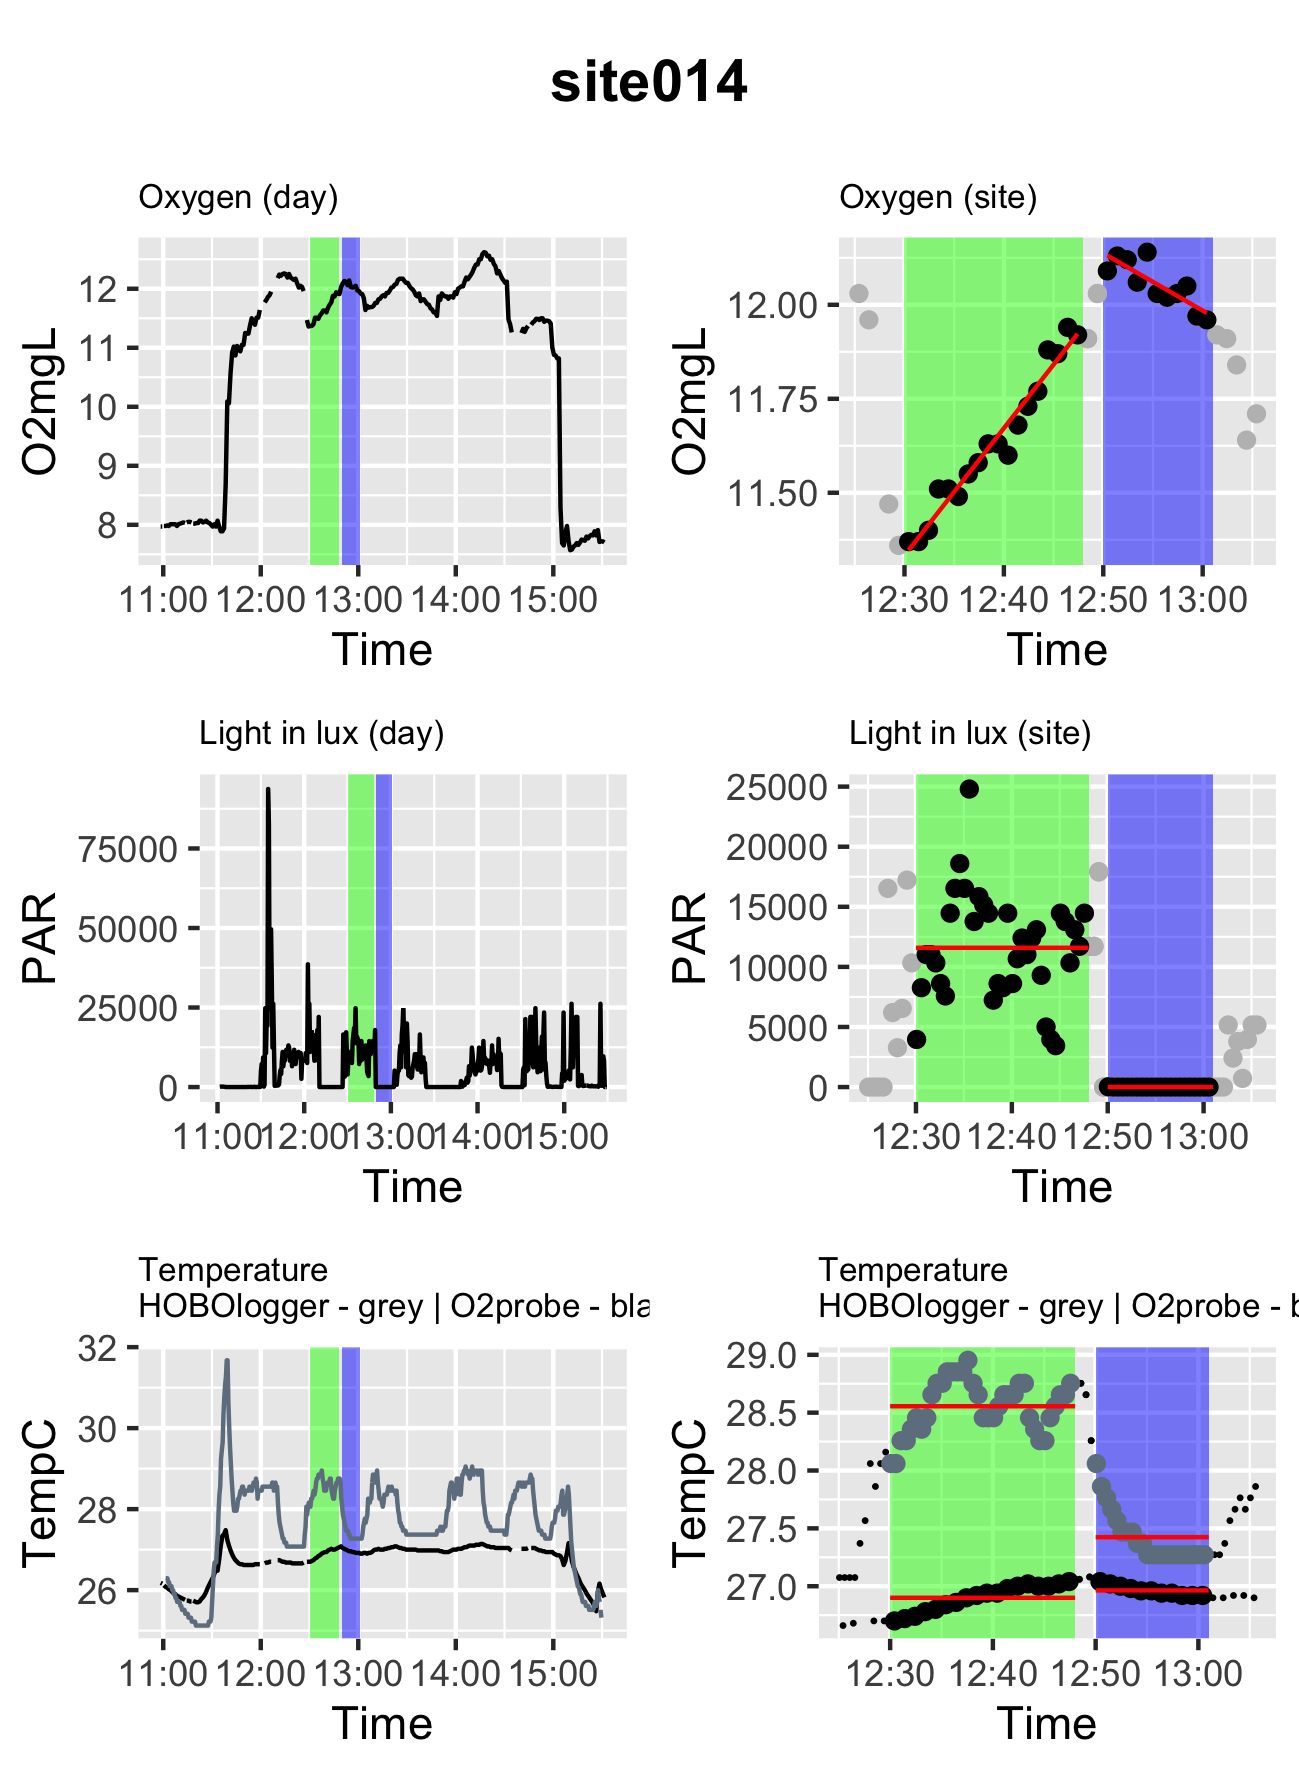 site014
Oxygen (day)
O2mgL
12
11
10
9
8
11:00 12:00 13:00 14:00 15:00
Time
Oxygen (site)
O2mgL
12.00
11.75
11.50
12:30 12:40 12:50 13:00
Time
Light in lux (day)
PAR
75000
50000
25000
0
11:00 12:00 13:00 14:00 15:00
Time
Light in lux (site)
PAR
25000
20000
15000
10000
5000
0
12:30 12:40 12:50 13:00
Time
Temperature
HOBOlogger - grey | O2probe - bla
TempC
32
30
28
26
11:00 12:00 13:00 14:00 15:00
Time
Temperature
HOBOlogger - grey | O2probe - b
TempC
29.0
28.5
28.0
27.5
27.0
12:30 12:40 12:50 13:00
Time